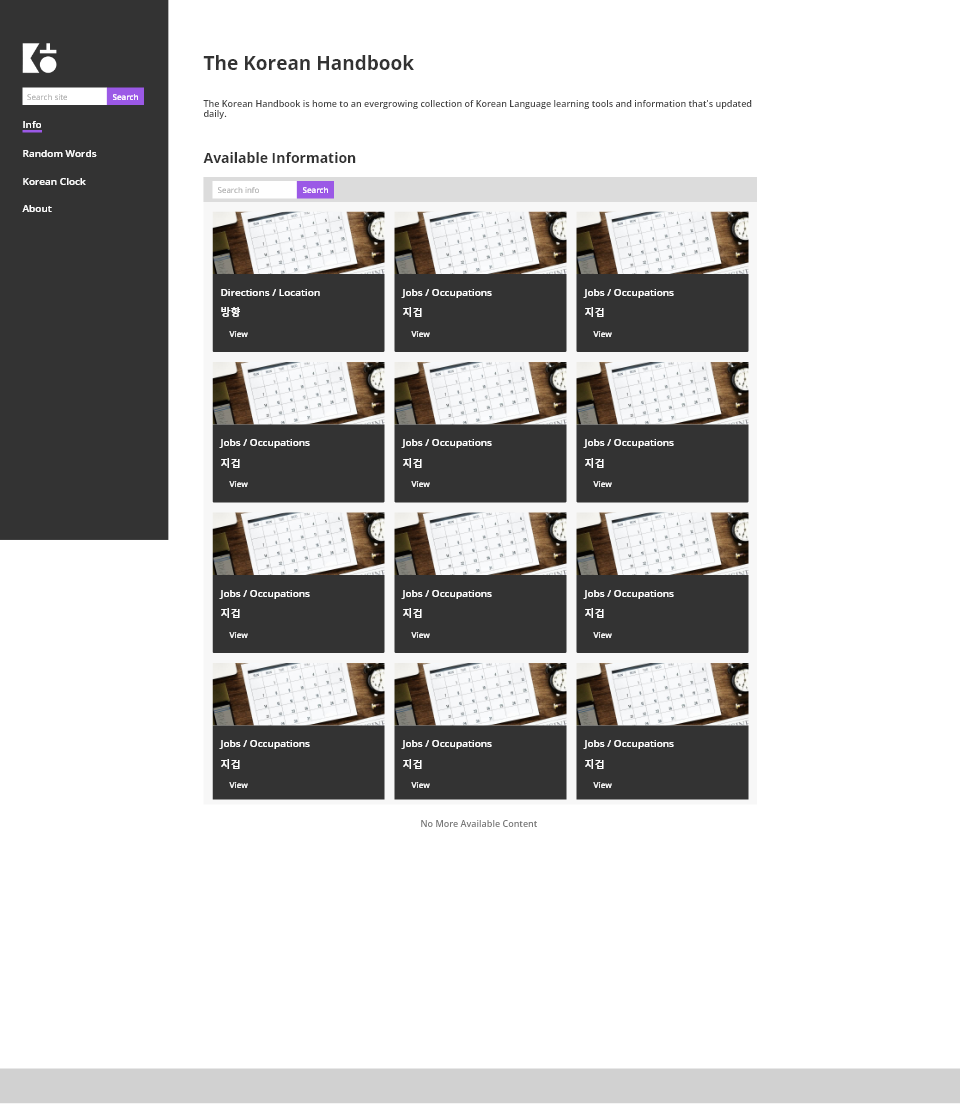 Search site
Search
Info
Random Words
Korean Clock
About
The Korean Handbook
The Korean Handbook is home to an evergrowing collection of Korean Language learning tools and information that's updated
daily.
Available Information
Search info
Search
Directions / Location
방향
View
Jobs / Occupations
지겁
View
Jobs / Occupations
지겁
View
Jobs / Occupations
지겁
View
Jobs / Occupations
지겁
View
Jobs / Occupations
지겁
View
Jobs / Occupations
지겁
View
Jobs / Occupations
지겁
View
Jobs / Occupations
지겁
View
Jobs / Occupations
지겁
View
Jobs / Occupations
지겁
View
Jobs / Occupations
지겁
View
No More Available Content